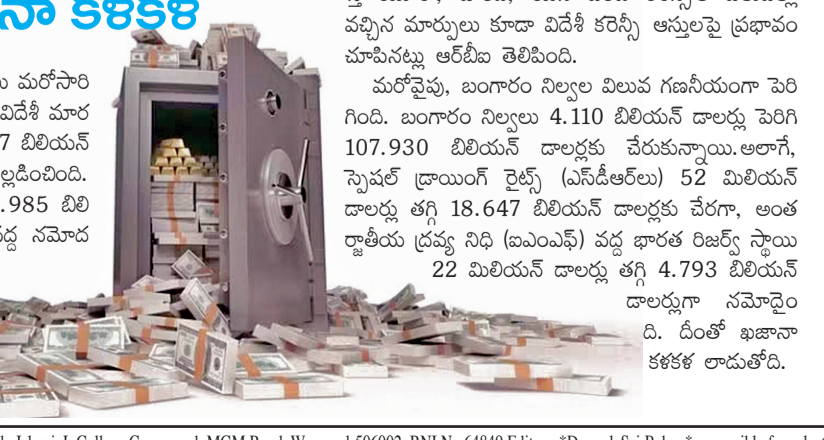 నా కళకళ
మరోసారి
విదేశీ మార
7 బిలియన్
ల్లడించింది.
.985 బిలి
వద్ద నమోద
వచ్చిన మార్పులు కూడా విదేశీ కరెన్సీ ఆస్తులపై ప్రభావం
చూపినట్లు ఆర్‌బీఐ తెలిపింది.
మరోవైపు, బంగారం నిల్వల విలువ గణనీయంగా పెరి
గింది. బంగారం నిల్వలు 4.110 బిలియన్ డాలర్లు పెరిగి
107.930 బిలియన్ డాలర్లకు చేరుకున్నాయి.అలాగే,
స్పెషల్ డ్రాయింగ్ రైట్స్ (ఎస్‌డీఆర్‌లు) 52 మిలియన్
డాలర్లు తగ్గి 18.647 బిలియన్ డాలర్లకు చేరగా, అంత
ర్జాతీయ ద్రవ్య నిధి (ఐఎంఎఫ్) వద్ద భారత రిజర్వ్ స్థాయి
22 మిలియన్ డాలర్లు తగ్గి 4.793 బిలియన్
డాలర్లుగా నమోదైం
ది. దీంతో ఖజానా
కళకళ లాడుతోది.